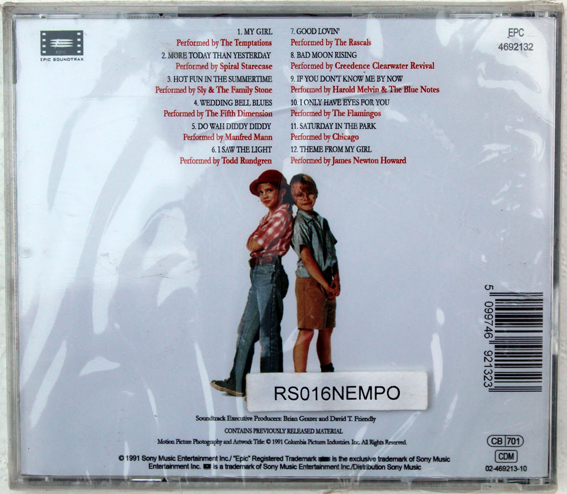 EPIC SOUNDTRAX
1. MY GIRL
Performed by The Temptations
2. MORE TODAY THAN YESTERDAY
Performed by Spiral Starecase
3. HOT FUN IN THE SUMMERTIME
Performed by Sly & The Family Stone
4. WEDDING BELL BLUES
Performed by The Fifth Dimension
5. DO WAH DIDDY DIDDY
Performed by Manfred Mann
6. I SAW THE LIGHT
Performed by Todd Rundgren
7. GOOD LOVIN'
Performed by The Rascals
8. BAD MOON RISING
Performed by Creedence Clearwater Revival
9. IF YOU DON'T KNOW ME BY NOW
Performed by Harold Melvin & The Blue Notes
10. I ONLY HAVE EYES FOR YOU
Performed by The Flamingos
11. SATURDAY IN THE PARK
Performed by Chicago
12. THEME FROM MY GIRL
Performed by James Newton Howard
EPC
4692132
5 099746 921323
RS016NEMPO
Soundtrack Executive Producers: Brian Grazer and David T. Friendly
CONTAINS PREVIOUSLY RELEASED MATERIAL
Motion Picture Photography and Artwork Title: © 1991 Columbia Pictures Industries, Inc. All Rights Reserved.
© 1991 Sony Music Entertainment Inc./ "Epic" Registered Trademark is the exclusive trademark of Sony Music
Entertainment Inc. is a trademark of Sony Music Entertainment Inc./Distribution Sony Music
CB 701
CDM
02-469213-10